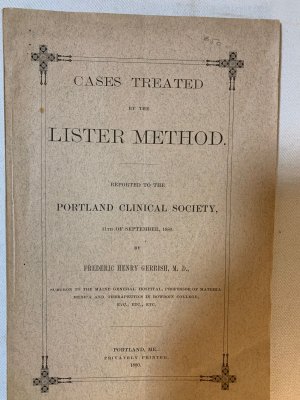 CASES TREATED
BY THE
LISTER METHOD.
REPORTED TO THE
PORTLAND CLINICAL SOCIETY,
OF SEPTEMBER, 1880.
BY
FREDERIC HENRY GERRISH, M. D.,
SURGEON TO THE MAINE GENERAL HOSPITAL, PROFESSOR OF MATERIA
MEDICA AND THERAPEUTICS IN BOWDOIN COLLEGE,
ETC., ETC., ETC.
PORTLAND, ME.
PRIVATELY PRINTED.
1880.